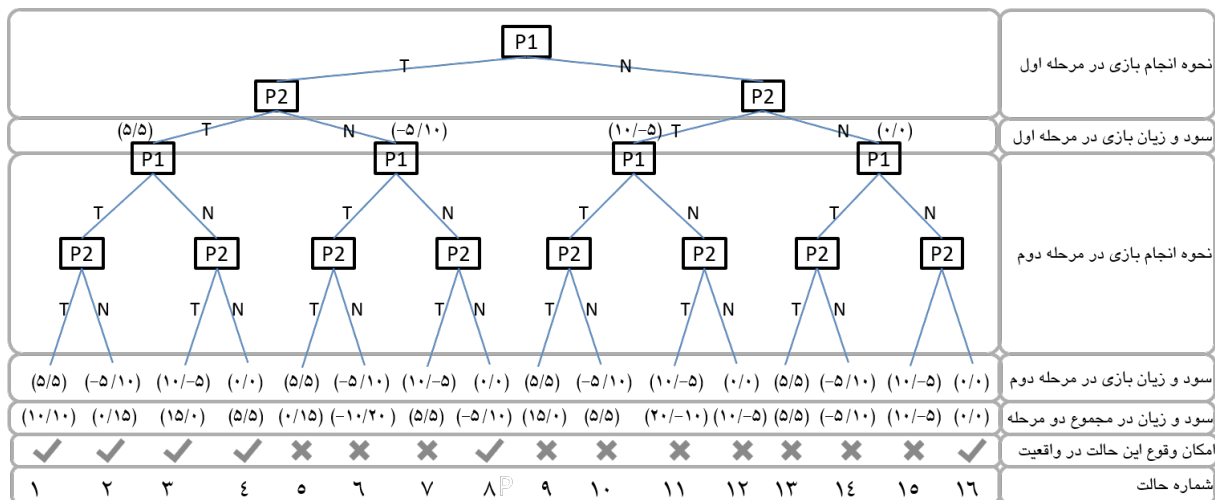 P1
نحوه انجام بازی در مرحله اول
T N
P2 P2
(۵/۵) T N (−۵/۱۰) (۱۰/−۵) T N (۰/۰)
سود و زیان بازی در مرحله اول
P1 P1 P1 P1
T N T N T N T N
P2 P2 P2 P2 P2 P2 P2 P2
نحوه انجام بازی در مرحله دوم
T N T N T N T N T N T N T N
(۵/۵) (−۵/۱۰) (۱۰/−۵) (۰/۰) (۵/۵) (−۵/۱۰) (۱۰/−۵) (۰/۰) (۵/۵) (−۵/۱۰) (۱۰/−۵) (۰/۰) (۵/۵) (−۵/۱۰) (۱۰/−۵) (۰/۰)
سود و زیان بازی در مرحله دوم
(۱۰/۱۰) (۰/۱۵) (۱۵/۰) (۵/۵) (۰/۱۵) (−۱۰/۲۰) (۵/۵) (−۵/۱۰) (۱۵/۰) (۵/۵) (۲۰/−۱۰) (۱۰/−۵) (۵/۵) (−۵/۱۰) (۱۰/−۵) (۰/۰)
سود و زیان در مجموع دو مرحله
امکان وقوع این حالت در واقعیت
۱ ۲ ۳ ٤ ۵ ٦ ۷ ۸ P ۹ ۱۰ ۱۱ ۱۲ ۱۳ ۱٤ ۱۵ ۱٦
شماره حالت